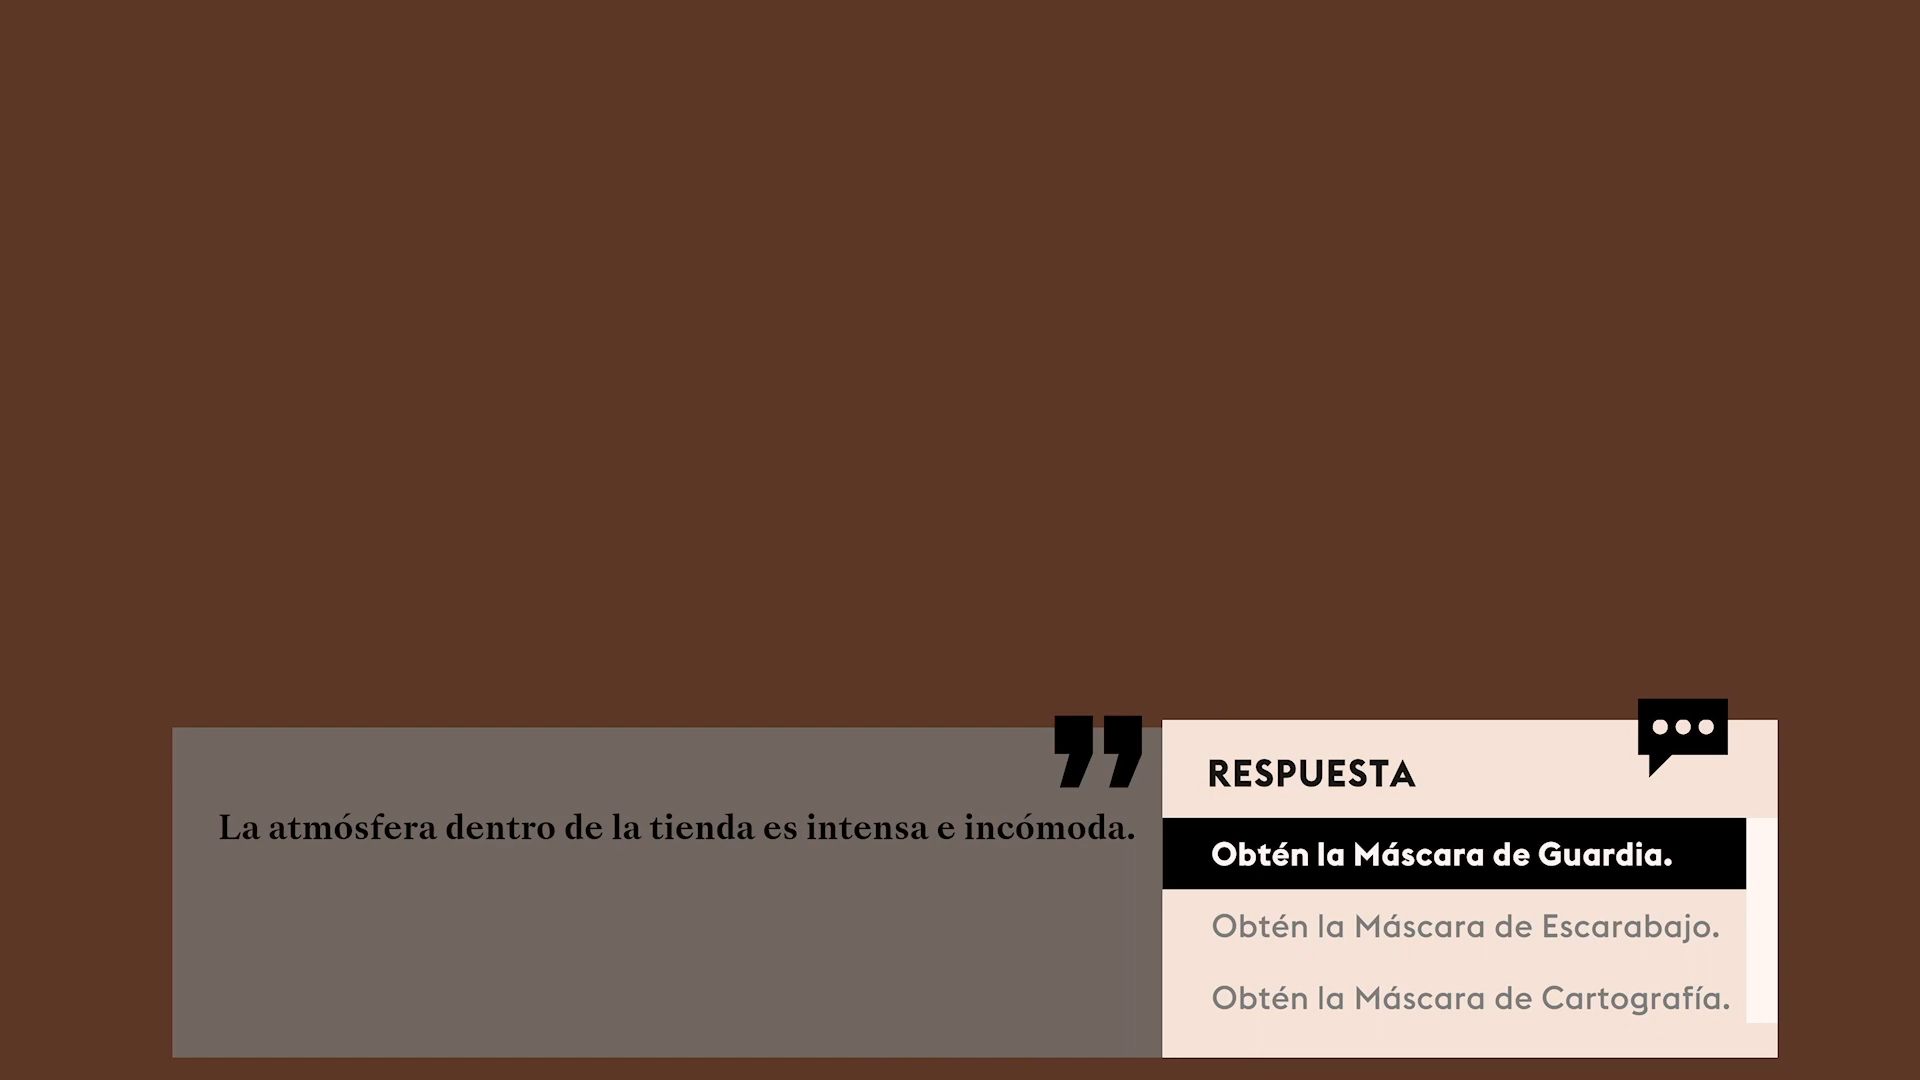 La atmósfera dentro de la tienda es intensa e incómoda.
RESPUESTA
Obtén la Máscara de Guardia.
Obtén la Máscara de Escarabajo.
Obtén la Máscara de Cartografía.